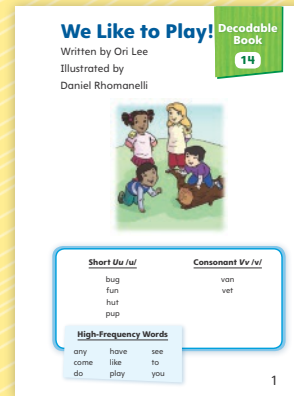 We Like to Play!
Decodable
Book
14
Written by Ori Lee
Illustrated by
Daniel Rhomanelli
Short Uu /u/
bug
fun
hut
pup
Consonant Vv /v/
van
vet
High-Frequency Words
any have see
come like to
do play you
1